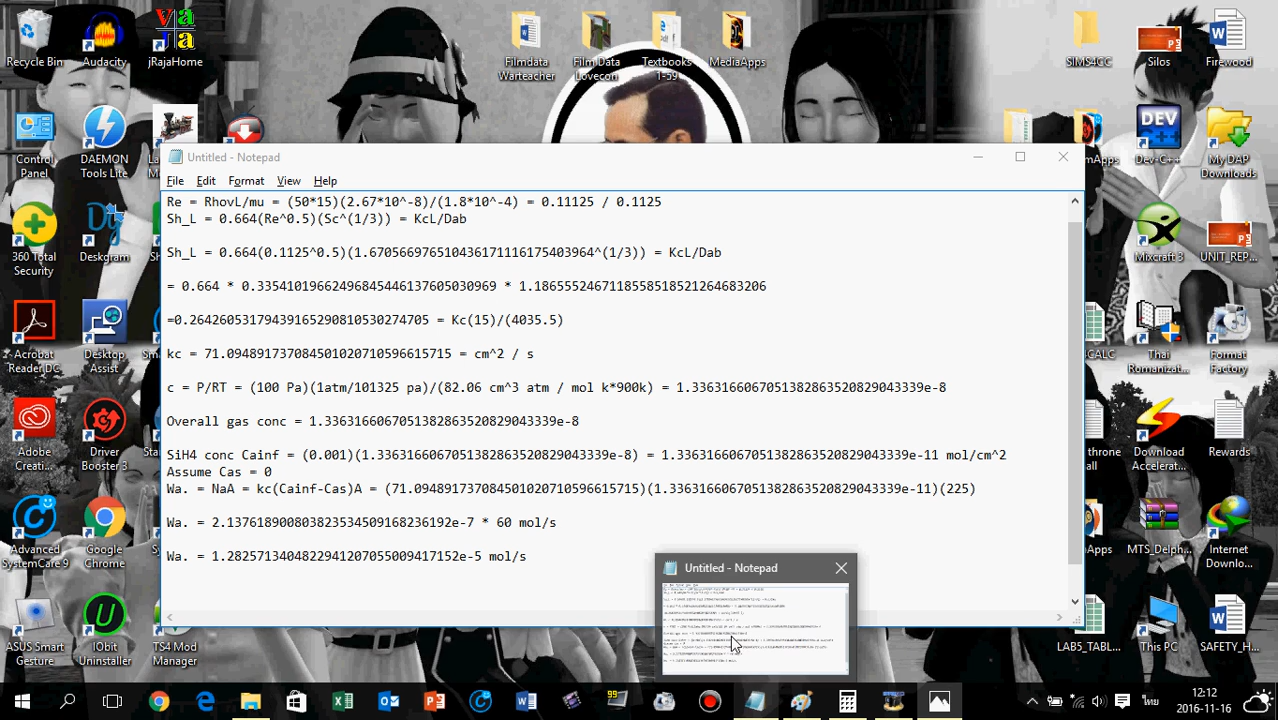 Recycle Bin
Audacity
jRajaHome
Filmdata
Warteacher
Film Data
Lovecon
Textbooks
1-59
MediaApps
SIMS4GC
Silos
Firewood
Untitled - Notepad
File Edit Format View Help
Re = RhovL/mu = (50*15)(2.67*10^-8)/(1.8*10^-4) = 0.11125 / 0.1125
Sh_L = 0.664(Re^0.5)(Sc^(1/3)) = KcL/Dab
Sh_L = 0.664(0.1125^0.5)(1.6705669765104361711161754039​64^(1/3)) = KcL/Dab
= 0.664 * 0.33541019662496845446137605030969 * 1.1865552467118558518521264683206
=0.26426053179439165290810530274705 = Kc(15)/(4035.5)
kc = 71.094891737084501020710596615715 = cm^2 / s
c = P/RT = (100 Pa)(1atm/101325 pa)/(82.06 cm^3 atm / mol k*900k) = 1.3363166067051382863520829043339e-8
Overall gas conc = 1.3363166067051382863520829043339e-8
SiH4 conc Cainf = (0.001)(1.3363166067051382863520829043339e-8) = 1.3363166067051382863520829043339e-11 mol/cm^2
Assume Cas = 0
Wa. = NaA = kc(Cainf-Cas)A = (71.094891737084501020710596615715)(1.3363166067051382863520829043339e-11)(225)
Wa. = 2.1376189008038235345091682361​32e-7 * 60 mol/s
Wa. = 1.2825713404822941207055009417152e-5 mol/s
Untitled - Notepad
Control
Panel
DAEMON
Tools Lite
Dev-C++
My DAP
Downloads
360 Total
Security
Deskgram
Mixcraft 3
UNIT_REP...
Acrobat
Reader DC
Desktop
Assist
Thai
Romanizat...
Format
Factory
Adobe
Creati...
Driver
Booster 3
Download
Accelerat...
Rewards
Advanced
SystemCare 9
Google
Chrome
MTS_Delph...
Internet
Downlo...
Gesture
Uninstaller
TS4 Mod
Manager
LAB5_TABL...
This PC
SAFETY_H...
99
ไทย
12:12
2016-11-16